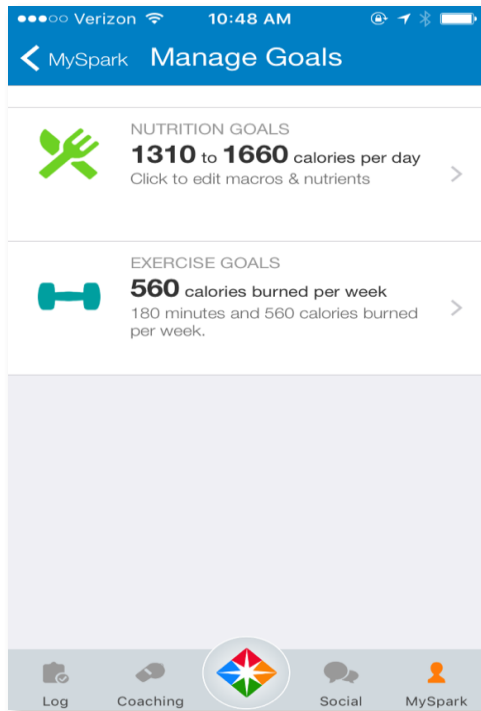 Verizon 10:48 AM
MySpark Manage Goals
NUTRITION GOALS
1310 to 1660 calories per day
Click to edit macros & nutrients
EXERCISE GOALS
560 calories burned per week
180 minutes and 560 calories burned
per week.
Log Coaching Social MySpark